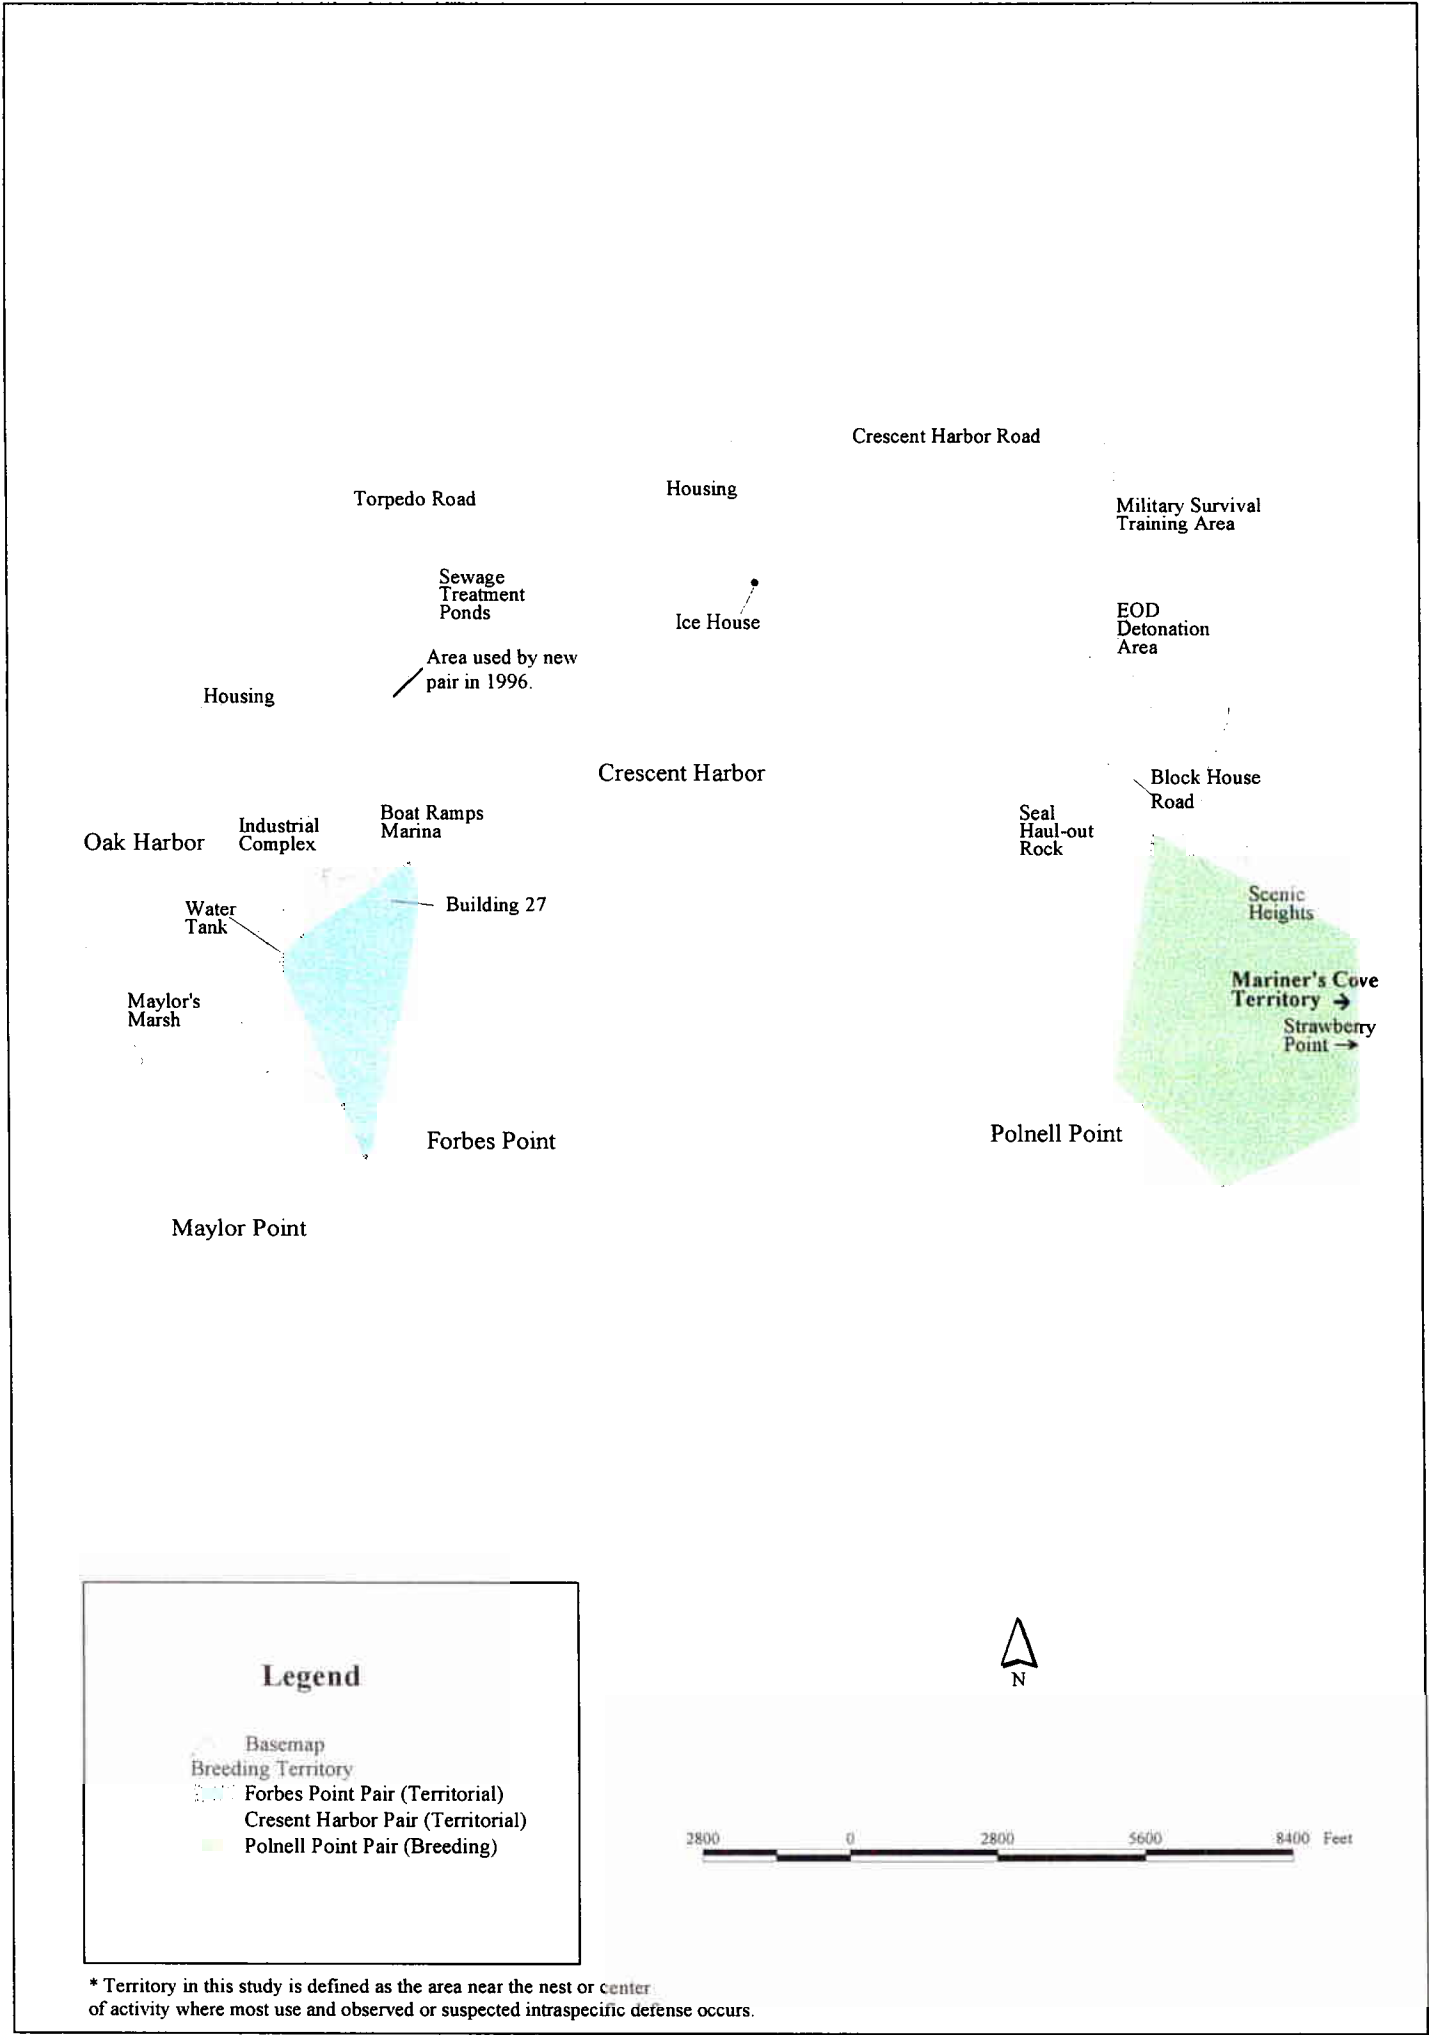 Crescent Harbor Road
Housing
Torpedo Road
Military Survival
Training Area
Sewage
Treatment
Ponds
Ice House
EOD
Detonation
Area
Area used by new
pair in 1996.
Housing
Crescent Harbor
Block House
Road
Boat Ramps
Marina
Seal
Haul-out
Rock
Industrial
Complex
Oak Harbor
Scenic
Heights
Building 27
Water
Tank
Mariner's Cove
Territory →
Maylor's
Marsh
Strawberry
Point →
Forbes Point
Polnell Point
Maylor Point
Legend
Basemap
Breeding Territory
Forbes Point Pair (Territorial)
Cresent Harbor Pair (Territorial)
Polnell Point Pair (Breeding)
N
2800 0 2800 5600 8400 Feet
* Territory in this study is defined as the area near the nest or center
of activity where most use and observed or suspected intraspecific defense occurs.